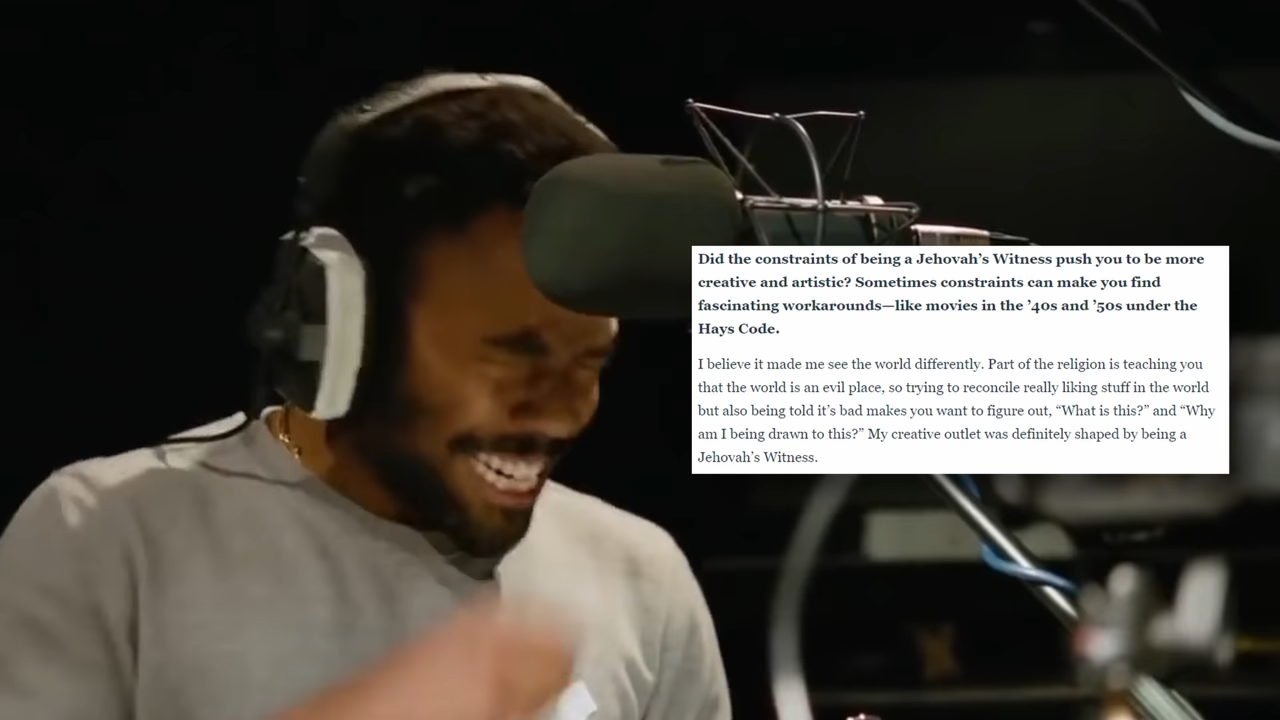 Did the constraints of being a Jehovah’s Witness push you to be more
creative and artistic? Sometimes constraints can make you find
fascinating workarounds—like movies in the ’40s and ’50s under the
Hays Code.
I believe it made me see the world differently. Part of the religion is teaching you
that the world is an evil place, so trying to reconcile really liking stuff in the world
but also being told it’s bad makes you want to figure out, “What is this?” and “Why
am I being drawn to this?” My creative outlet was definitely shaped by being a
Jehovah’s Witness.